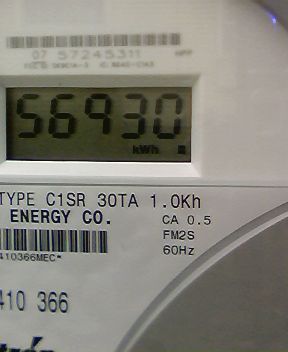 07 57245311
56930
kWh
TYPE C1SR 30TA 1.0Kh
ENERGY CO.
CA 0.5
FM2S
60Hz
410366MEC*
410 366